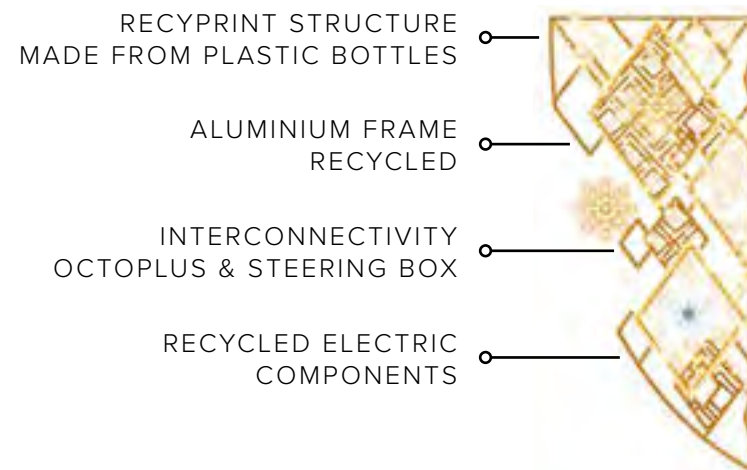 RECYPRINT STRUCTURE
MADE FROM PLASTIC BOTTLES
ALUMINIUM FRAME
RECYCLED
INTERCONNECTIVITY
OCTOPLUS & STEERING BOX
RECYCLED ELECTRIC
COMPONENTS